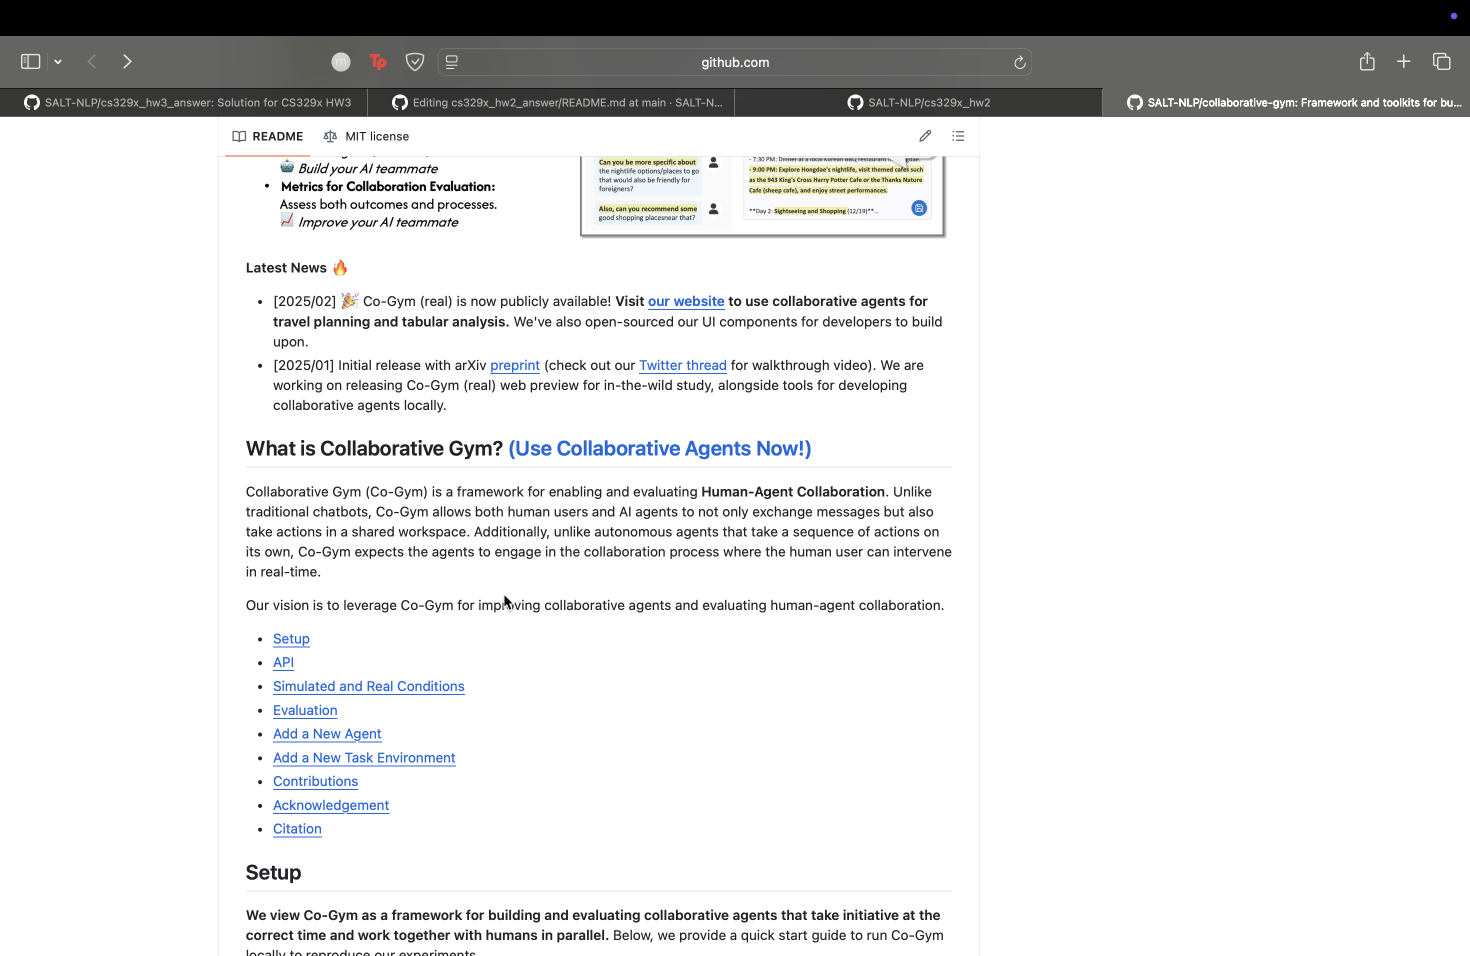 github.com
SALT-NLP/cs329x_hw3_answer: Solution for CS329x HW3
Editing cs329x_hw2_answer/README.md at main · SALT-N...
SALT-NLP/cs329x_hw2
SALT-NLP/collaborative-gym: Framework and toolkits for bu...
README
MIT license
Build your AI teammate
• Metrics for Collaboration Evaluation:
Assess both outcomes and processes.
Improve your AI teammate
Can you be more specific about
the nightlife options/places to go
that would also be friendly for
foreigners?
Also, can you recommend some
good shopping placesnear that?
- 7:30 PM: Dinner at a local Korean BBQ restaurant
- 9:00 PM: Explore Hongdae's nightlife, visit themed cafes such
as the 943 King's Cross Harry Potter Cafe or the Thanks Nature
Cafe (sheep cafe), and enjoy street performances.
**Day 2: Sightseeing and Shopping (12/19)**...
Latest News 🔥
• [2025/02] 🎉 Co-Gym (real) is now publicly available! Visit our website to use collaborative agents for
travel planning and tabular analysis. We've also open-sourced our UI components for developers to build
upon.
• [2025/01] Initial release with arXiv preprint (check out our Twitter thread for walkthrough video). We are
working on releasing Co-Gym (real) web preview for in-the-wild study, alongside tools for developing
collaborative agents locally.
What is Collaborative Gym? (Use Collaborative Agents Now!)
Collaborative Gym (Co-Gym) is a framework for enabling and evaluating Human-Agent Collaboration. Unlike
traditional chatbots, Co-Gym allows both human users and AI agents to not only exchange messages but also
take actions in a shared workspace. Additionally, unlike autonomous agents that take a sequence of actions on
its own, Co-Gym expects the agents to engage in the collaboration process where the human user can intervene
in real-time.
Our vision is to leverage Co-Gym for improving collaborative agents and evaluating human-agent collaboration.
• Setup
• API
• Simulated and Real Conditions
• Evaluation
• Add a New Agent
• Add a New Task Environment
• Contributions
• Acknowledgement
• Citation
Setup
We view Co-Gym as a framework for building and evaluating collaborative agents that take initiative at the
correct time and work together with humans in parallel. Below, we provide a quick start guide to run Co-Gym
locally to reproduce our experiments.